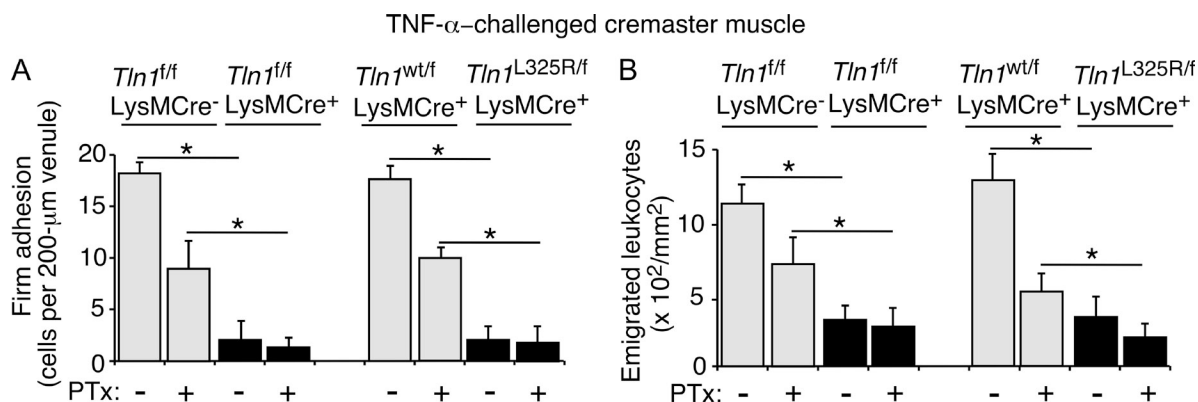 TNF-α–challenged cremaster muscle
A
Tln1f/f Tln1f/f Tln1wt/f Tln1L325R/f
LysMCre- LysMCre+ LysMCre+ LysMCre+
Firm adhesion
(cells per 200-μm venule)
20
15
10
5
0
* * * *
PTx: - + - + - + - +
B
Tln1f/f Tln1f/f Tln1wt/f Tln1L325R/f
LysMCre- LysMCre+ LysMCre+ LysMCre+
Emigrated leukocytes
(x 102/mm2)
15
10
5
0
* * * *
PTx: - + - + - + - +